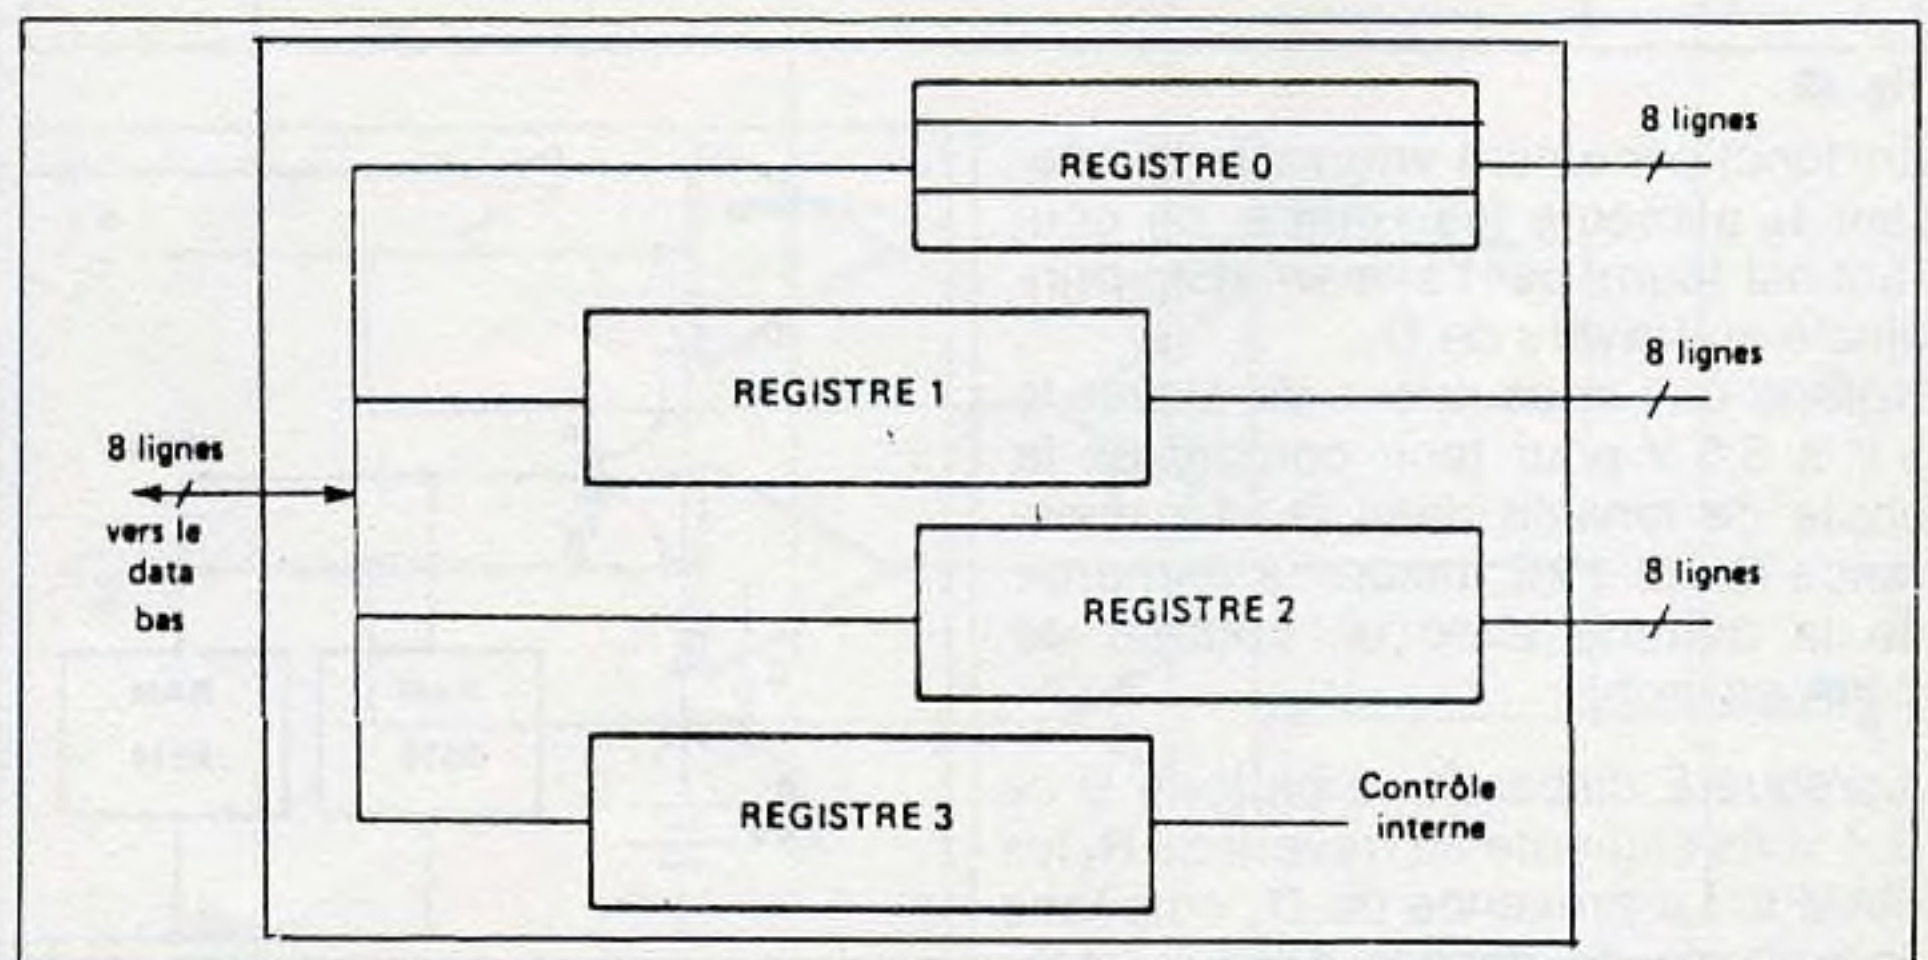 8 lignes
REGISTRE 0
8 lignes
REGISTRE 1
8 lignes
vers le
data
bas
8 lignes
REGISTRE 2
Contrôle
interne
REGISTRE 3